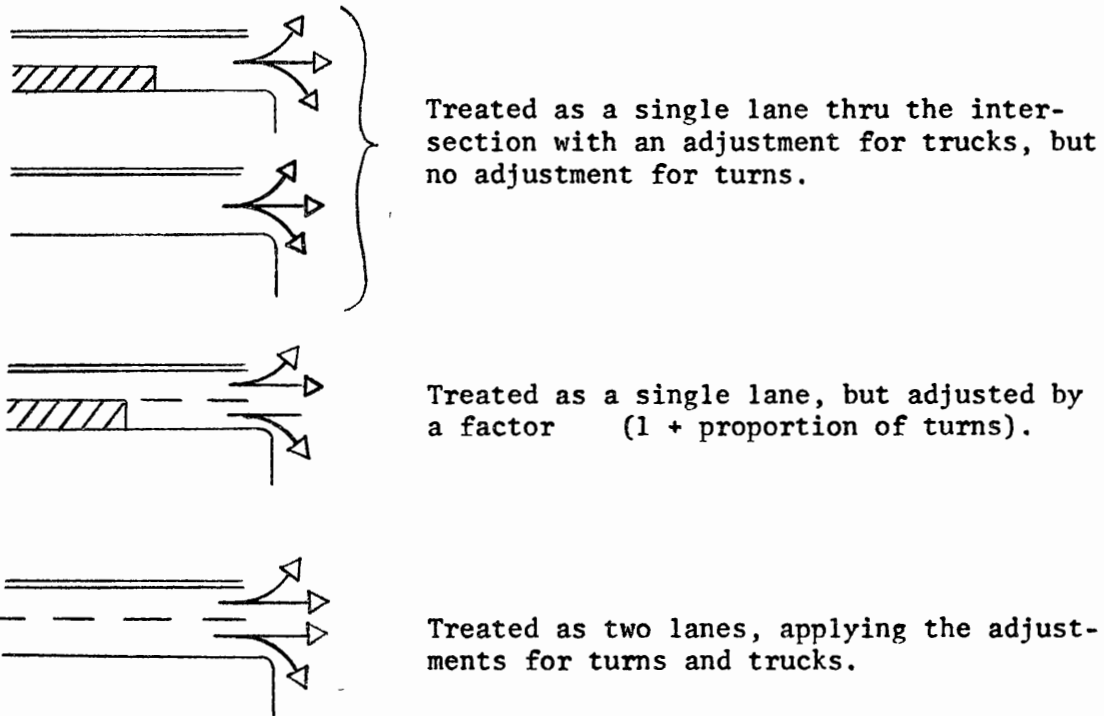 Treated as a single lane thru the inter-
section with an adjustment for trucks, but
no adjustment for turns.
Treated as a single lane, but adjusted by
a factor (1 + proportion of turns).
Treated as two lanes, applying the adjust-
ments for turns and trucks.